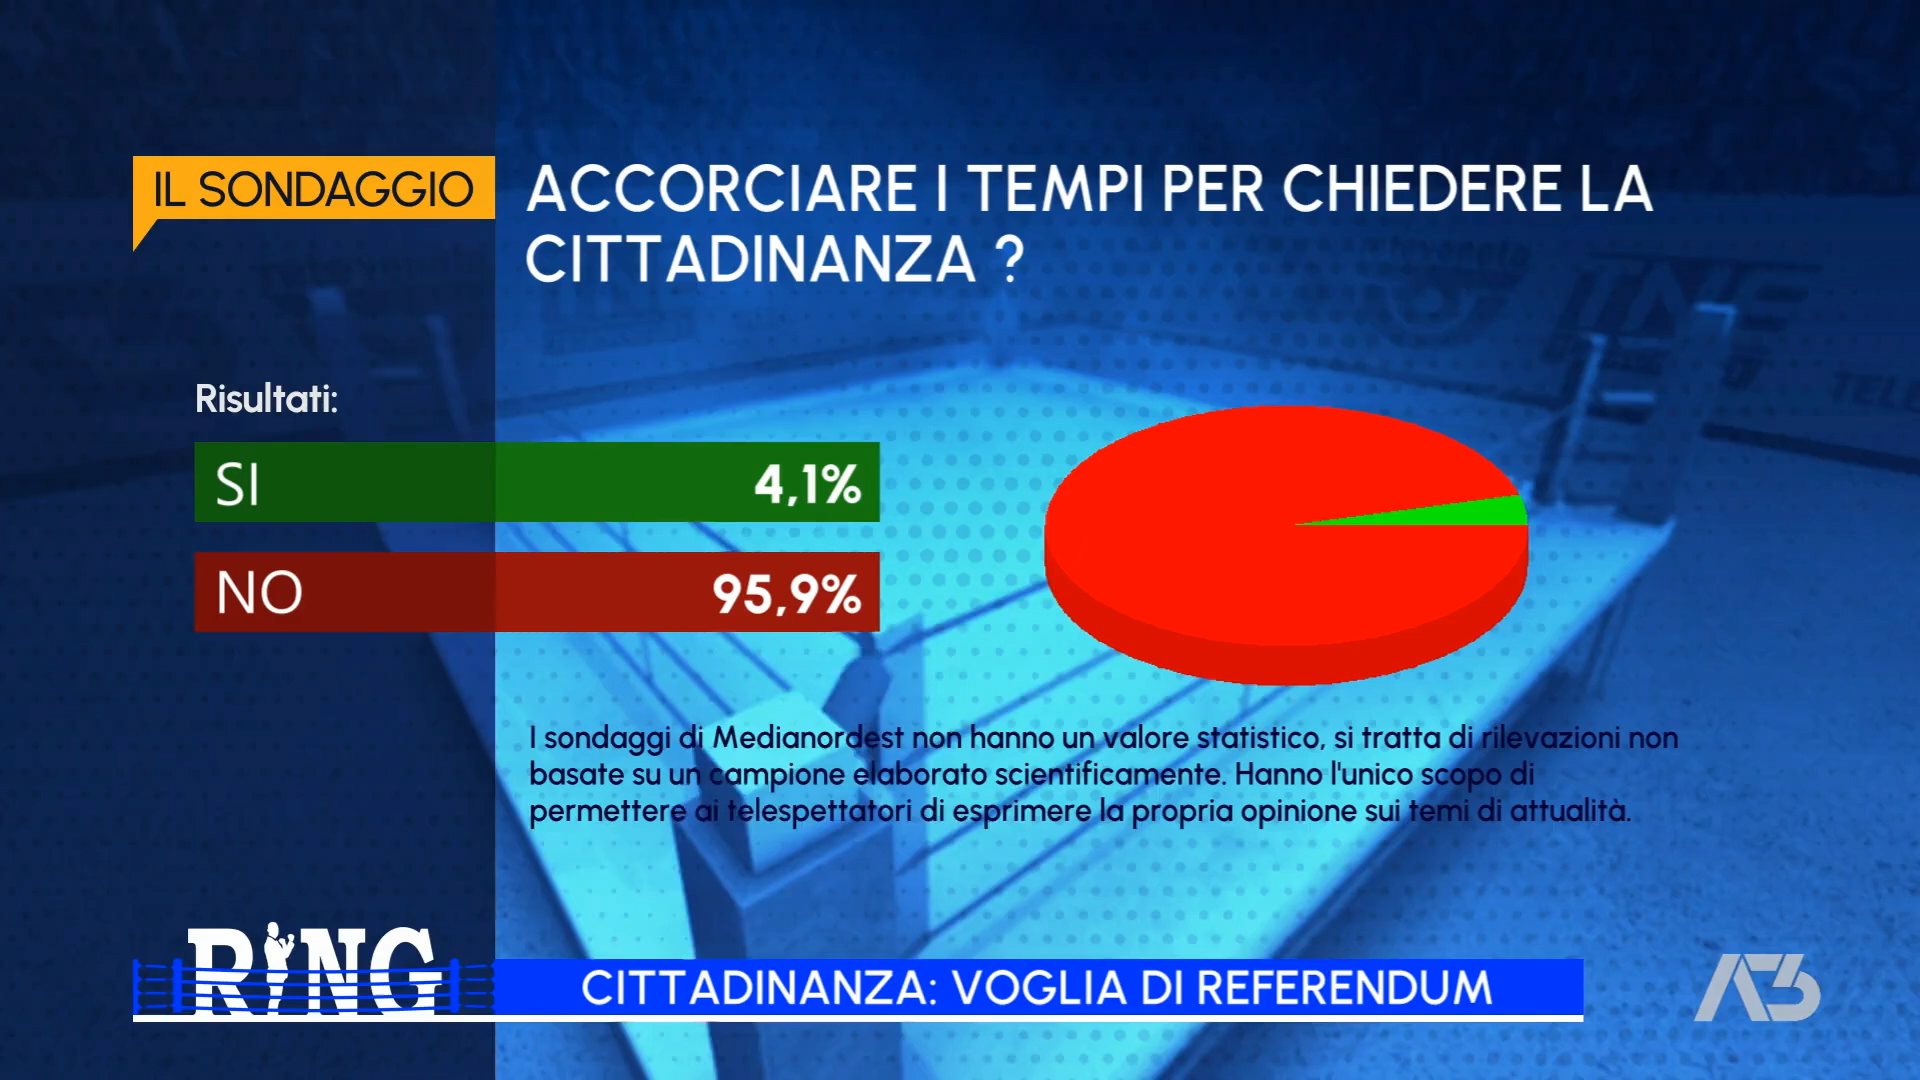 IL SONDAGGIO
ACCORCIARE I TEMPI PER CHIEDERE LA
CITTADINANZA ?
Risultati:
SI 4,1%
NO 95,9%
I sondaggi di Medianordest non hanno un valore statistico, si tratta di rilevazioni non
basate su un campione elaborato scientificamente. Hanno l'unico scopo di
permettere ai telespettatori di esprimere la propria opinione sui temi di attualità.
RING
CITTADINANZA: VOGLIA DI REFERENDUM
A3